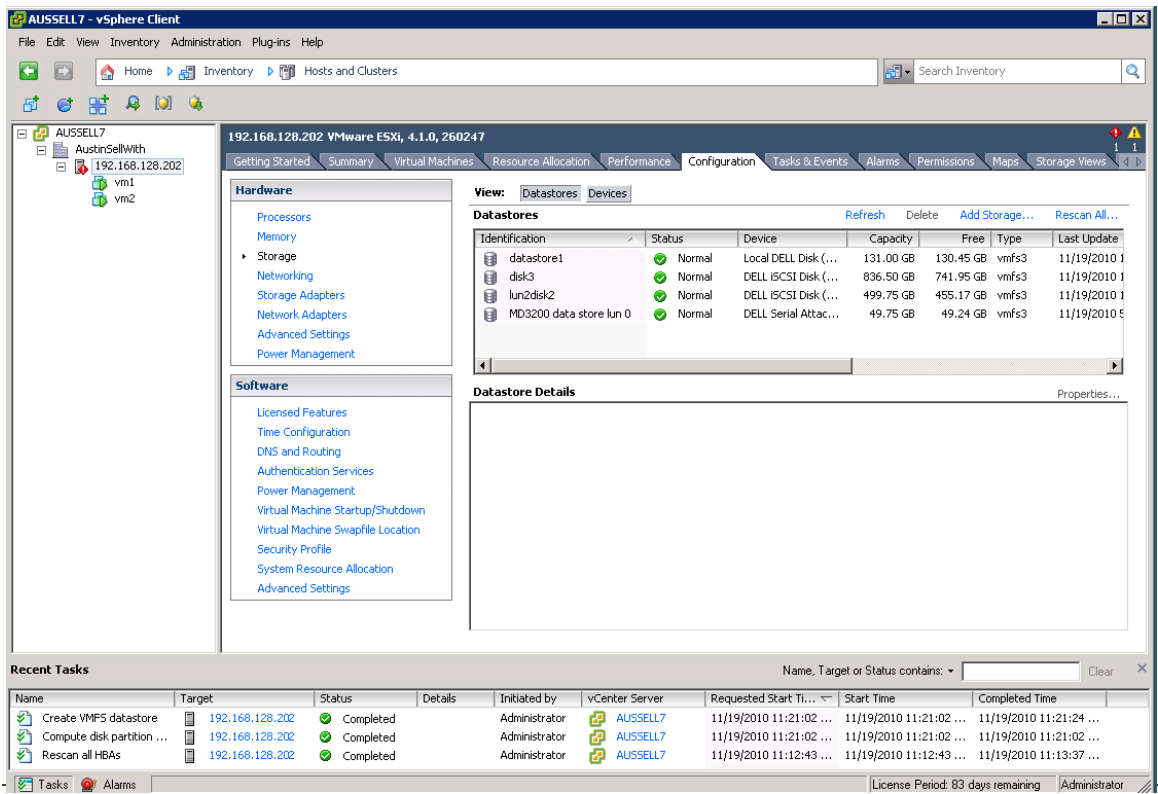 AUSSELL7 - vSphere Client
File Edit View Inventory Administration Plug-ins Help
Home Inventory Hosts and Clusters Search Inventory
AUSSELL7
AustinSellWith
192.168.128.202
vm1
vm2
192.168.128.202 VMware ESXi, 4.1.0, 260247
1 1
Getting Started Summary Virtual Machines Resource Allocation Performance Configuration Tasks & Events Alarms Permissions Maps Storage Views
Hardware
Processors
Memory
Storage
Networking
Storage Adapters
Network Adapters
Advanced Settings
Power Management
Software
Licensed Features
Time Configuration
DNS and Routing
Authentication Services
Power Management
Virtual Machine Startup/Shutdown
Virtual Machine Swapfile Location
Security Profile
System Resource Allocation
Advanced Settings
View: Datastores Devices
Datastores Refresh Delete Add Storage... Rescan All...
Identification Status Device Capacity Free Type Last Update
datastore1 Normal Local DELL Disk (... 131.00 GB 130.45 GB vmfs3 11/19/2010 1
disk3 Normal DELL iSCSI Disk (... 836.50 GB 741.95 GB vmfs3 11/19/2010 1
lun2disk2 Normal DELL iSCSI Disk (... 499.75 GB 455.17 GB vmfs3 11/19/2010 1
MD3200 data store lun 0 Normal DELL Serial Attac... 49.75 GB 49.24 GB vmfs3 11/19/2010 5
Datastore Details Properties...
Recent Tasks Name, Target or Status contains: Clear
Name Target Status Details Initiated by vCenter Server Requested Start Ti... Start Time Completed Time
Create VMFS datastore 192.168.128.202 Completed Administrator AUSSELL7 11/19/2010 11:21:02 ... 11/19/2010 11:21:02 ... 11/19/2010 11:21:24 ...
Compute disk partition ... 192.168.128.202 Completed Administrator AUSSELL7 11/19/2010 11:21:02 ... 11/19/2010 11:21:02 ... 11/19/2010 11:21:02 ...
Rescan all HBAs 192.168.128.202 Completed Administrator AUSSELL7 11/19/2010 11:12:43 ... 11/19/2010 11:12:43 ... 11/19/2010 11:13:37 ...
Tasks Alarms License Period: 83 days remaining Administrator